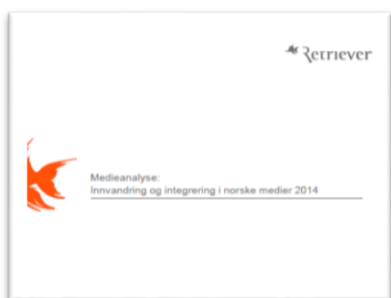 Retriever
Medieanalyse:
Innvandring og integrering i norske medier 2014